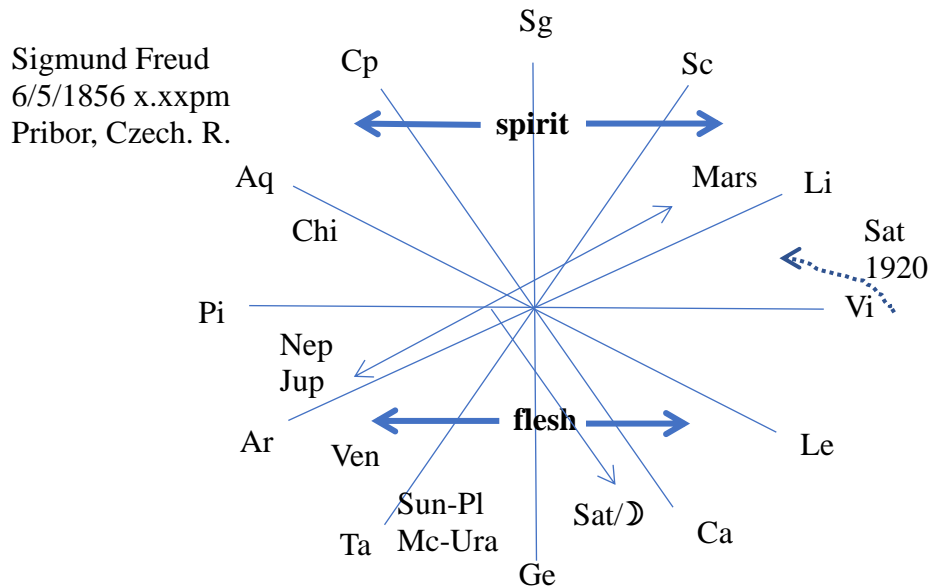 Sg
Sigmund Freud
6/5/1856 x.xxpm
Pribor, Czech. R.
Cp
Sc
spirit
Aq
Mars
Li
Chi
Sat
1920
Pi
Vi
Nep
Jup
Ar
flesh
Le
Ven
Sun-Pl
Mc-Ura
Sat/☽
Ta
Ca
Ge